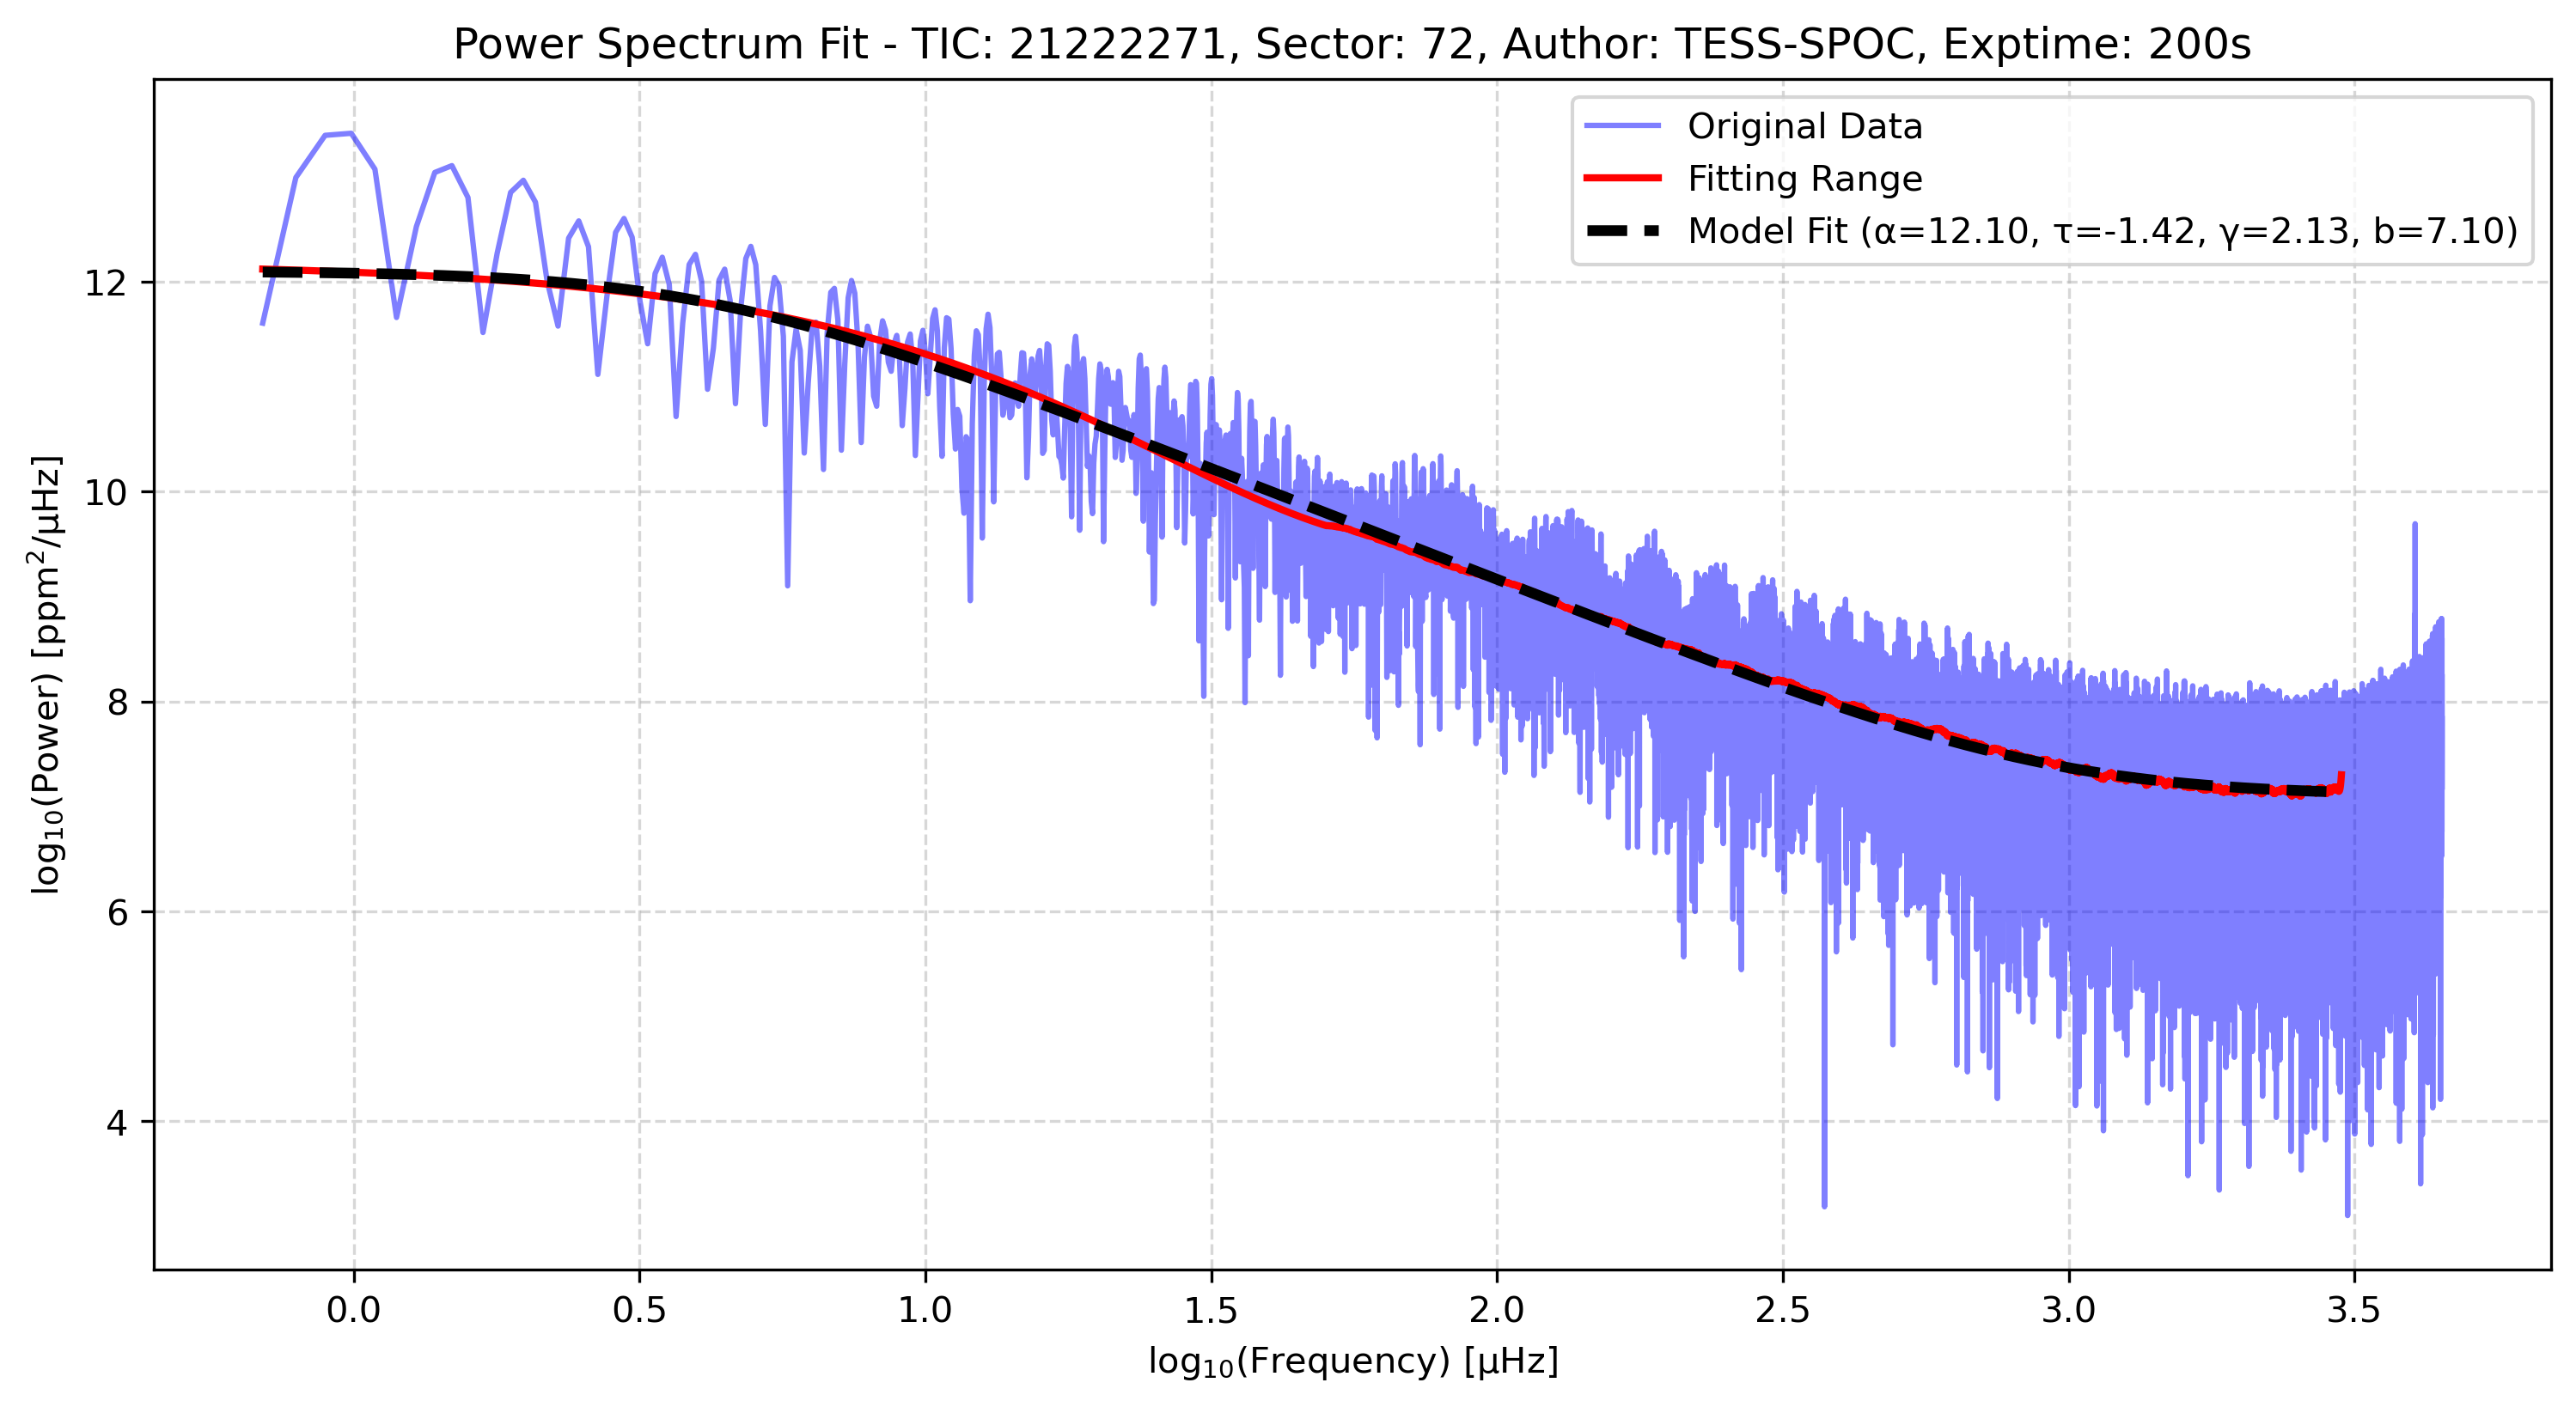 Power Spectrum Fit - TIC: 21222271, Sector: 72, Author: TESS-SPOC, Exptime: 200s
Original Data
Fitting Range
Model Fit (α=12.10, τ=-1.42, γ=2.13, b=7.10)
log₁₀(Power) [ppm²/μHz]
12
10
8
6
4
0.0 0.5 1.0 1.5 2.0 2.5 3.0 3.5
log₁₀(Frequency) [μHz]